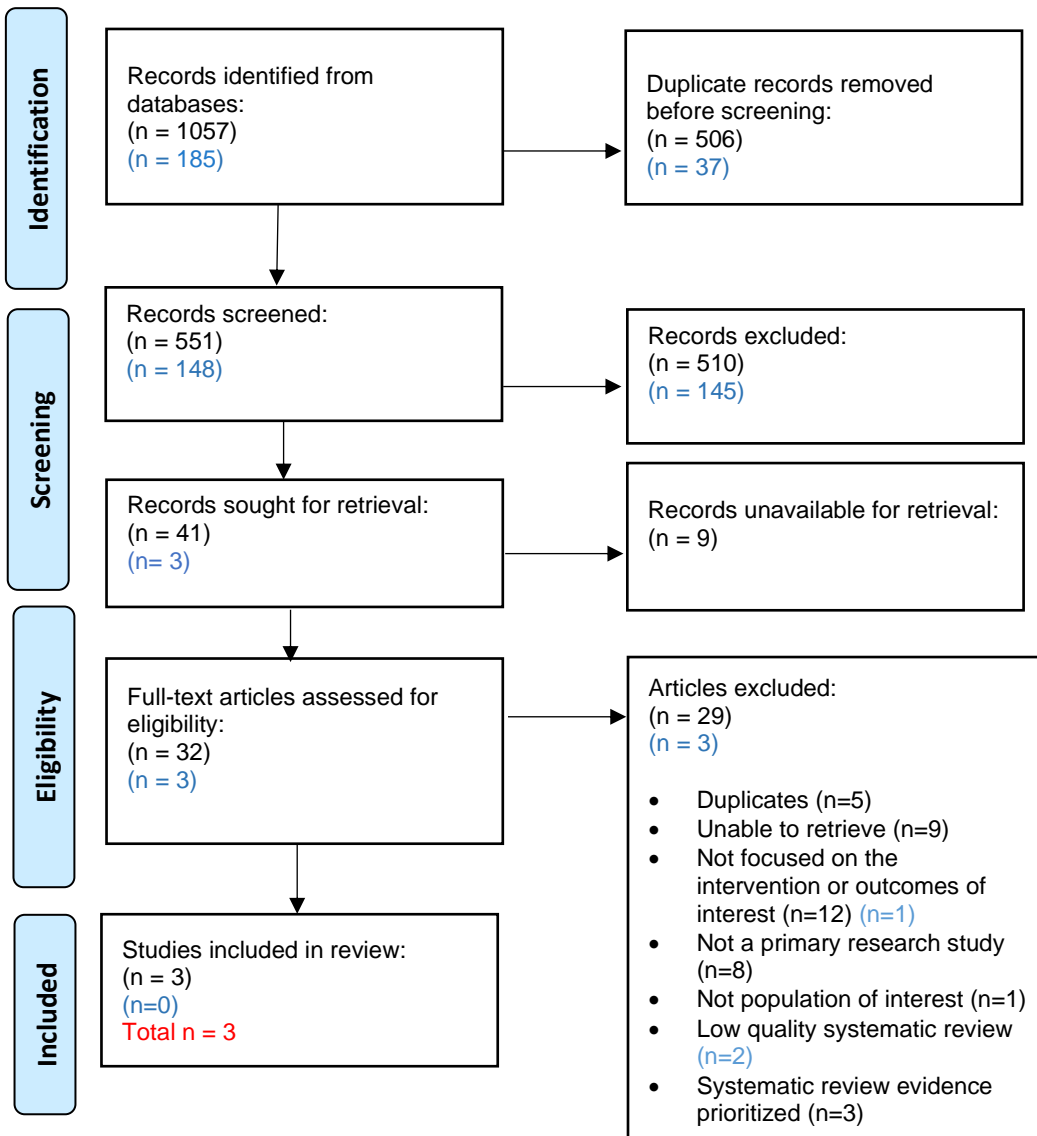 Identification
Records identified from
databases:
(n = 1057)
(n = 185)
Duplicate records removed
before screening:
(n = 506)
(n = 37)
Screening
Records screened:
(n = 551)
(n = 148)
Records excluded:
(n = 510)
(n = 145)
Records sought for retrieval:
(n = 41)
(n= 3)
Records unavailable for retrieval:
(n = 9)
Eligibility
Full-text articles assessed for
eligibility:
(n = 32)
(n = 3)
Articles excluded:
(n = 29)
(n = 3)
• Duplicates (n=5)
• Unable to retrieve (n=9)
• Not focused on the
intervention or outcomes of
interest (n=12) (n=1)
• Not a primary research study
(n=8)
• Not population of interest (n=1)
• Low quality systematic review
(n=2)
• Systematic review evidence
prioritized (n=3)
Included
Studies included in review:
(n = 3)
(n=0)
Total n = 3